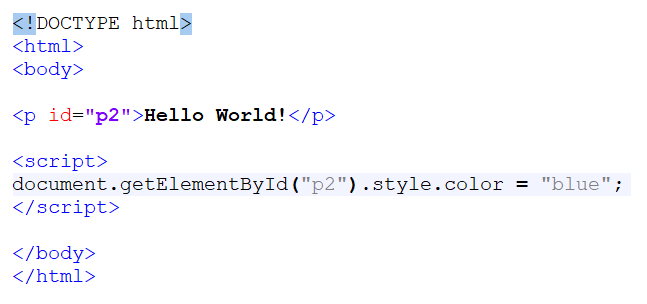 <!DOCTYPE html>
<html>
<body>
<p id="p2">Hello World!</p>
<script>
document.getElementById("p2").style.color = "blue";
</script>
</body>
</html>